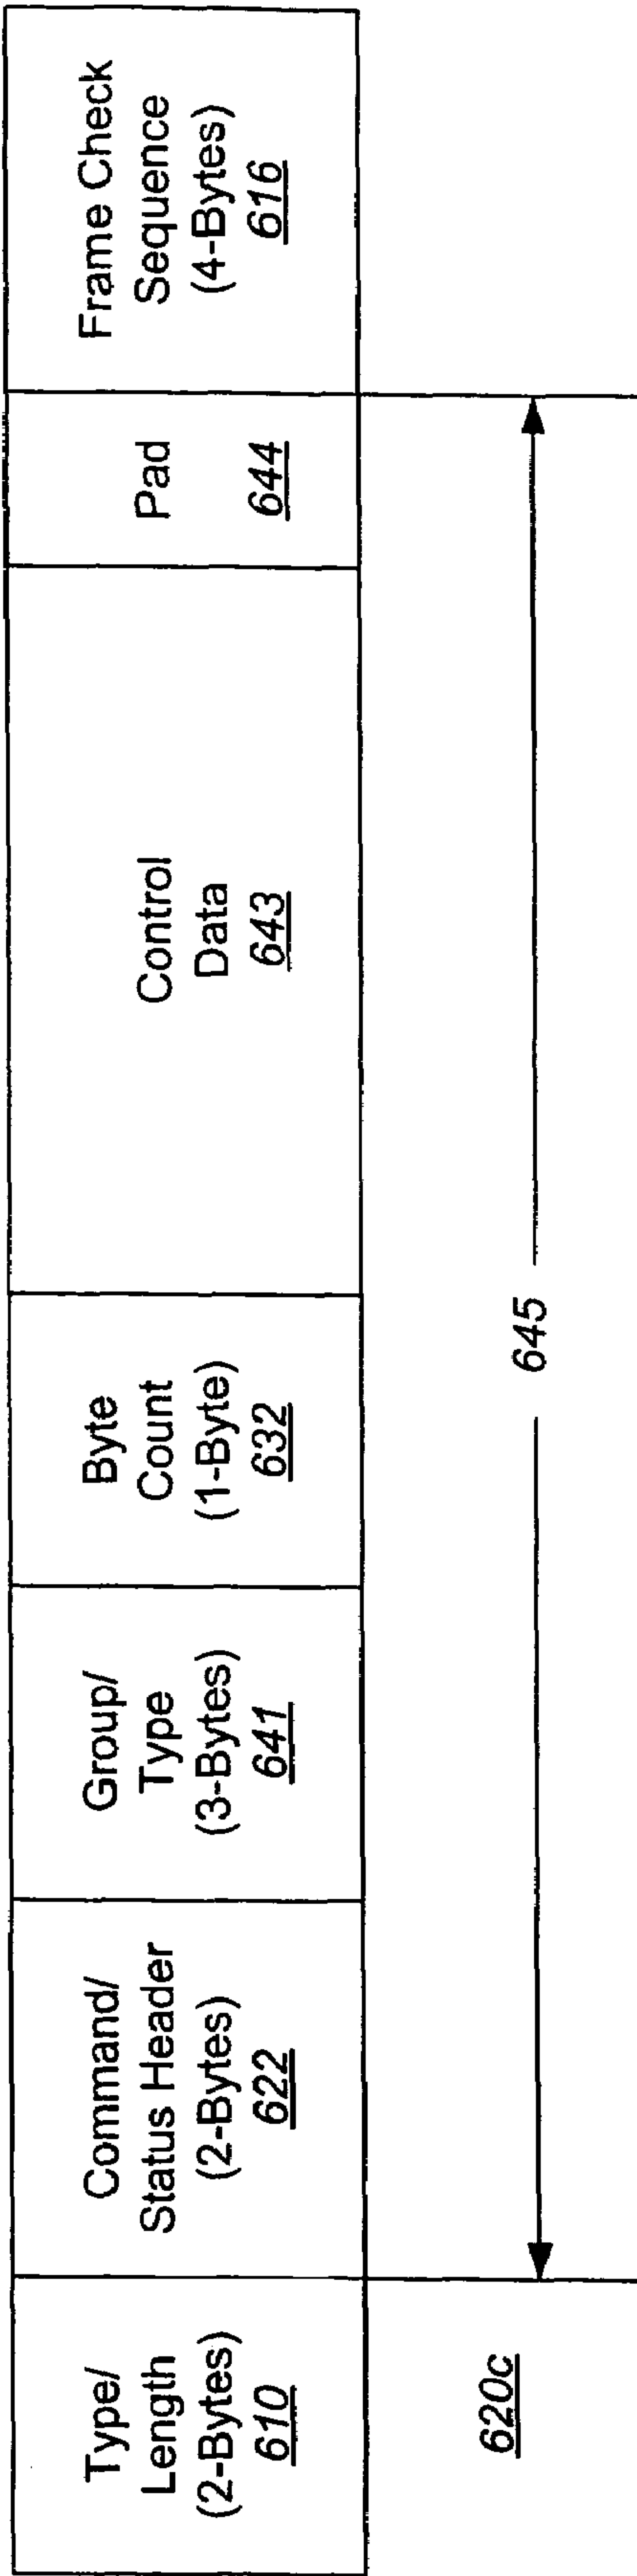 Type/
Length
(2-Bytes)
610
Command/
Status Header
(2-Bytes)
622
Group/
Type
(3-Bytes)
641
Byte
Count
(1-Byte)
632
Control
Data
643
Pad
644
Frame Check
Sequence
(4-Bytes)
616
645
620c